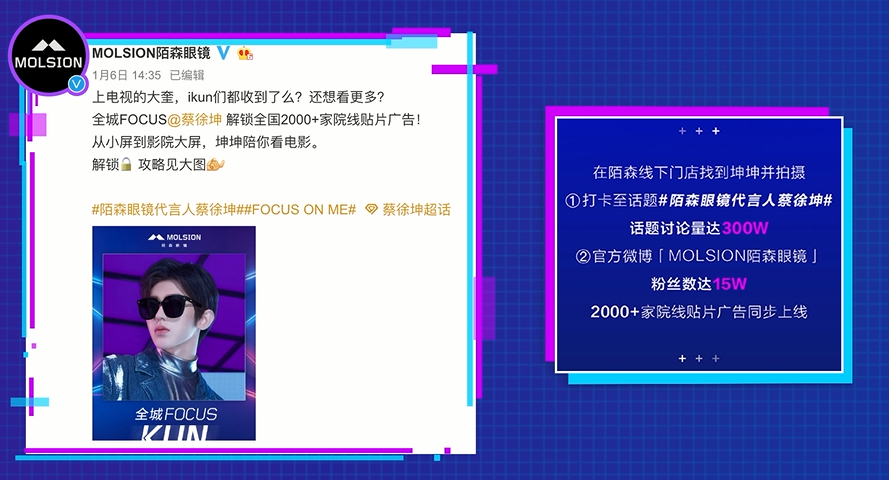 MOLSION
MOLSION陌森眼镜
1月6日 14:35 已编辑
上电视的大奎，ikun们都收到了么？还想看更多？
全城FOCUS@蔡徐坤 解锁全国2000+家院线贴片广告！
从小屏到影院大屏，坤坤陪你看电影。
解锁🔒 攻略见大图
#陌森眼镜代言人蔡徐坤##FOCUS ON ME# 蔡徐坤超话
MOLSION
陌森眼镜
全城FOCUS
KUN
在陌森线下门店找到坤坤并拍摄
①打卡至话题#陌森眼镜代言人蔡徐坤#
话题讨论量达300W
②官方微博「MOLSION陌森眼镜」
粉丝数达15W
2000+家院线贴片广告同步上线